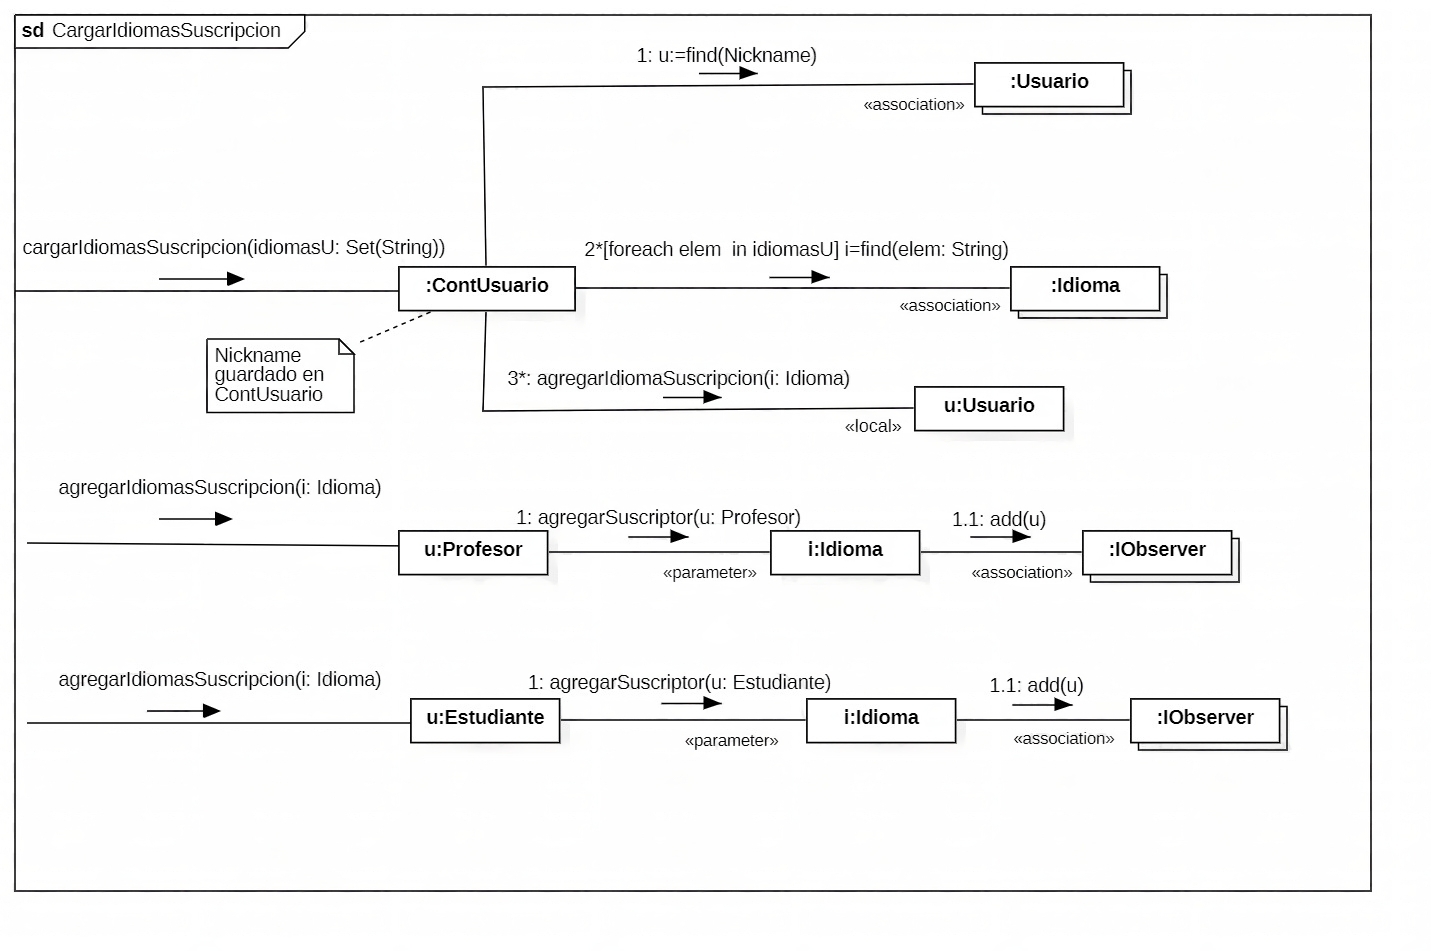 sd CargarIdiomasSuscripcion
1: u:=find(Nickname)
:Usuario
«association»
cargarIdiomasSuscripcion(idiomasU: Set(String))
2*[foreach elem  in idiomasU] i=find(elem: String)
:ContUsuario
:Idioma
«association»
Nickname
guardado en
ContUsuario
3*: agregarIdiomaSuscripcion(i: Idioma)
u:Usuario
«local»
agregarIdiomasSuscripcion(i: Idioma)
1: agregarSuscriptor(u: Profesor)
1.1: add(u)
u:Profesor
i:Idioma
:IObserver
«parameter»
«association»
agregarIdiomasSuscripcion(i: Idioma)
1: agregarSuscriptor(u: Estudiante)
1.1: add(u)
u:Estudiante
i:Idioma
:IObserver
«parameter»
«association»